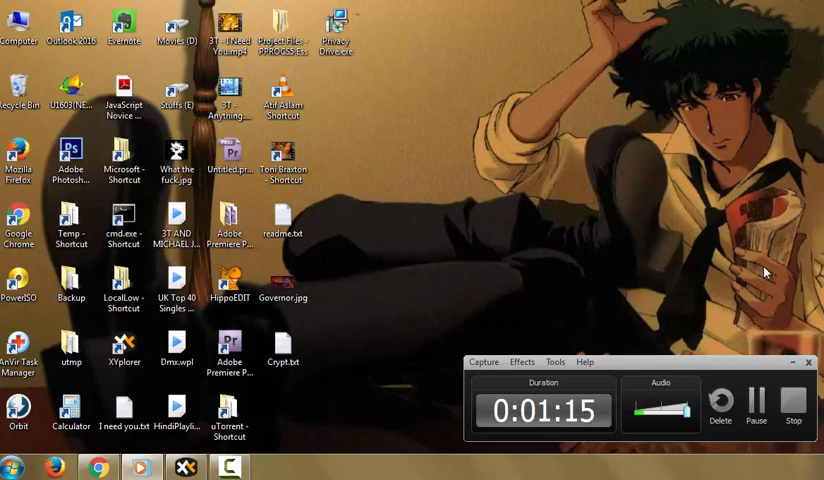 Computer
Outlook 2016
Evernote
Movies (D)
3T - I Need
You.mp4
Project Files -
PPROCSS Ess
Privacy
Drive.exe
Recycle Bin
U1603(NE...
JavaScript
Novice ...
Stuffs (E)
3T -
Anything....
Atif Aslam
Shortcut
Mozilla
Firefox
Adobe
Photosh...
Microsoft -
Shortcut
What the
fuck.jpg
Untitled.pr...
Toni Braxton
- Shortcut
Google
Chrome
Temp -
Shortcut
cmd.exe -
Shortcut
3T AND
MICHAEL J...
Adobe
Premiere P...
readme.txt
PowerISO
Backup
LocalLow -
Shortcut
UK Top 40
Singles ...
HippoEDIT
Governor.jpg
AnVir Task
Manager
utmp
XYplorer
Dmx.wpl
Adobe
Premiere P...
Crypt.txt
Orbit
Calculator
I need you.txt
HindiPlayli...
uTorrent -
Shortcut
Capture Effects Tools Help
Duration
Audio
0:01:15
Delete
Pause
Stop